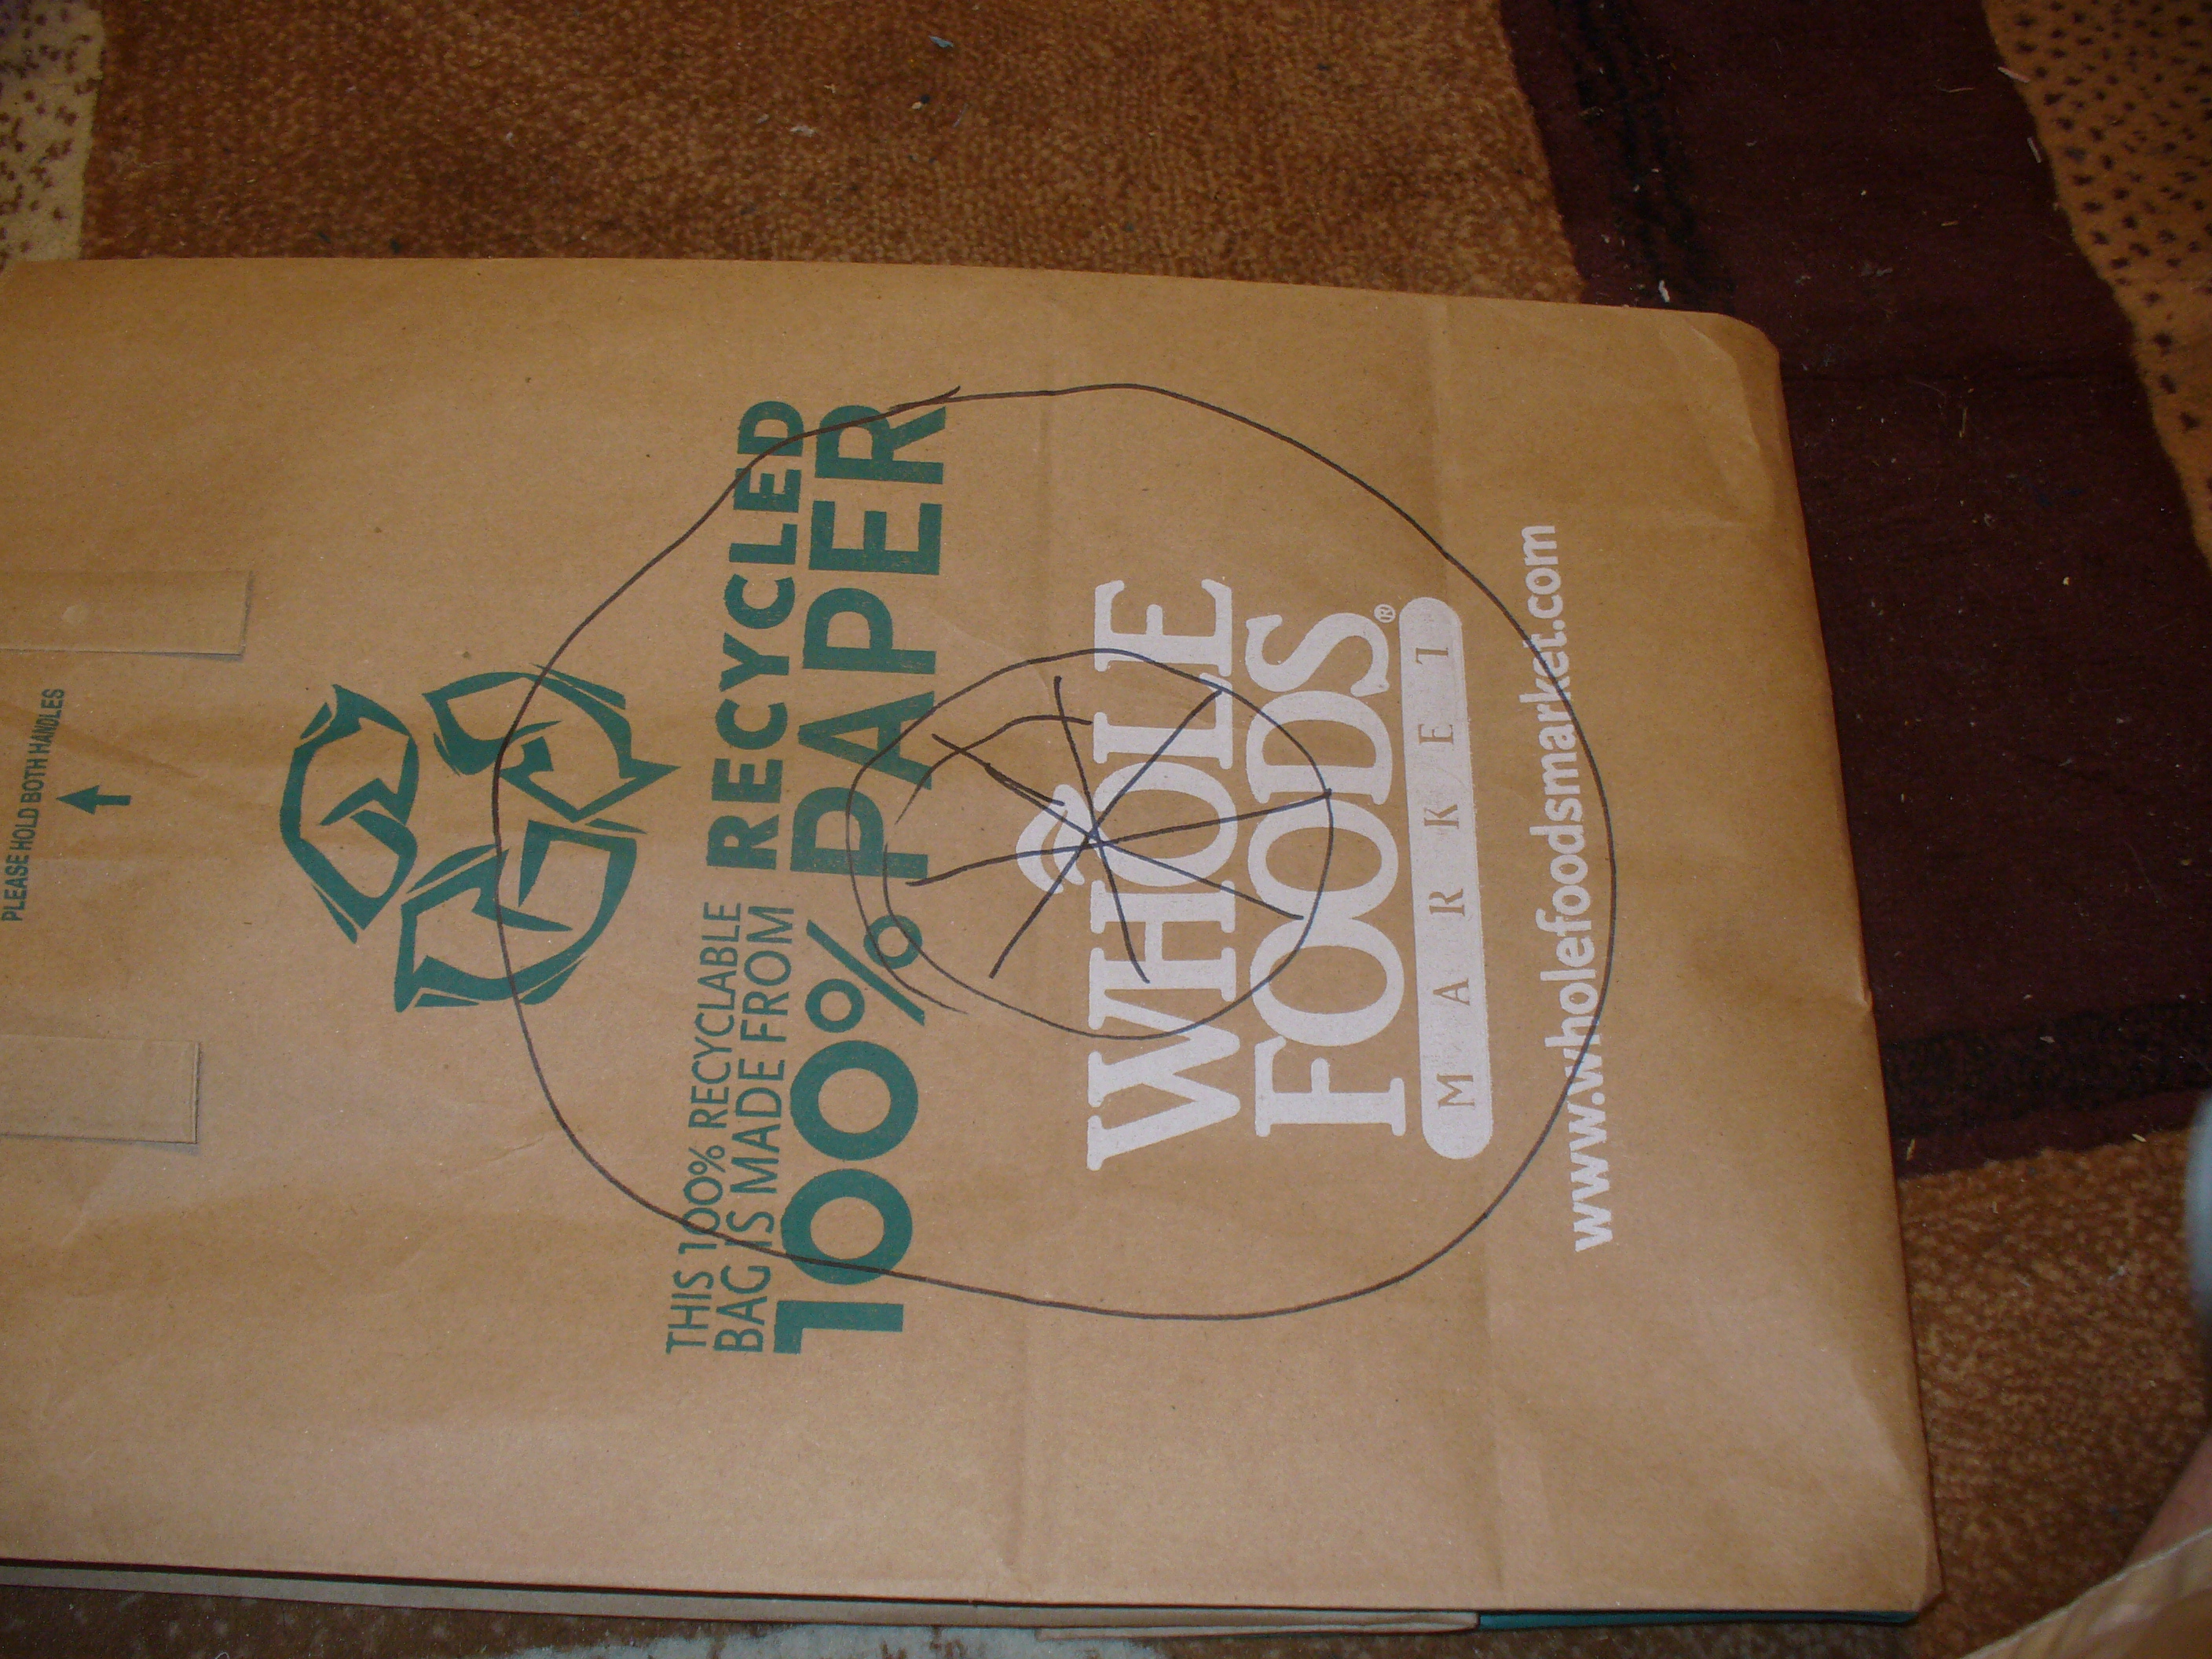 PLEASE HOLD BOTH HANDLES
THIS 100% RECYCLABLE
BAG IS MADE FROM RECYCLED
100% PAPER
WHOLE
FOODS®
MARKET
www.wholefoodsmarket.com